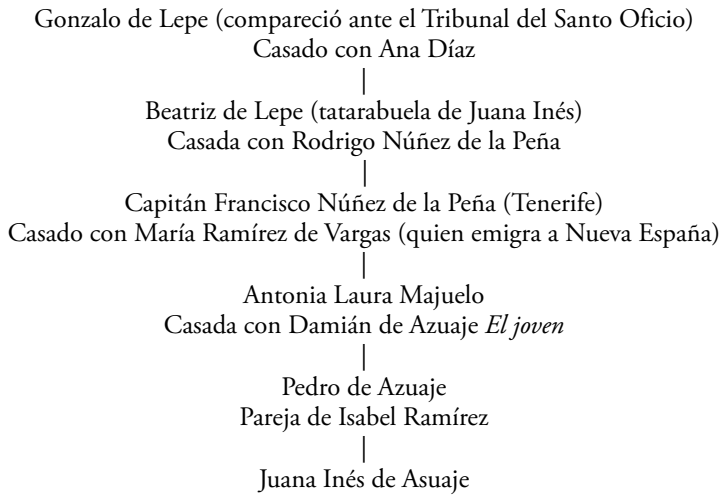 Gonzalo de Lepe (compareció ante el Tribunal del Santo Oficio)
Casado con Ana Díaz
Beatriz de Lepe (tatarabuela de Juana Inés)
Casada con Rodrigo Núñez de la Peña
Capitán Francisco Núñez de la Peña (Tenerife)
Casado con María Ramírez de Vargas (quien emigra a Nueva España)
Antonia Laura Majuelo
Casada con Damián de Azuaje El joven
Pedro de Azuaje
Pareja de Isabel Ramírez
Juana Inés de Asuaje